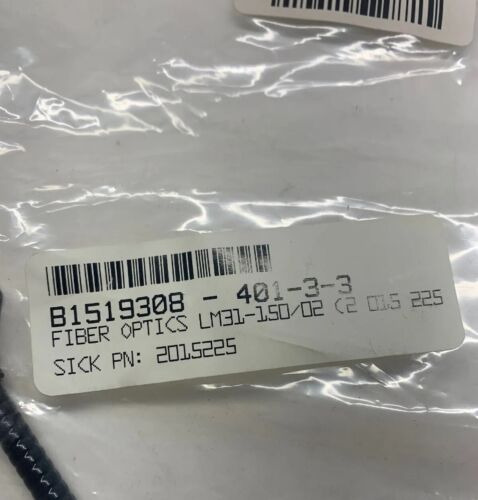 B1519308 - 401-3-3
FIBER OPTICS LM31-150/02 (2 015 225
SICK PN: 2015225